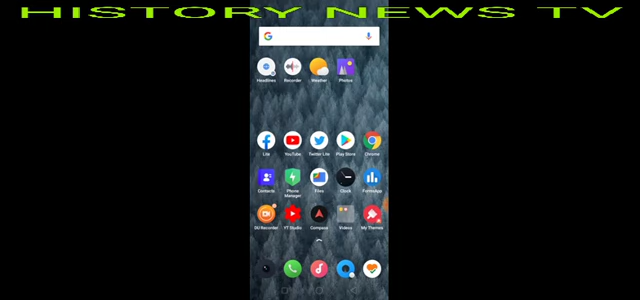 HISTORY NEWS TV
Headlines Recorder Weather Photos
Lite YouTube Twitter Lite Play Store Chrome
Contacts Phone Manager Files Clock
DU Recorder YT Studio Compass Videos My Themes